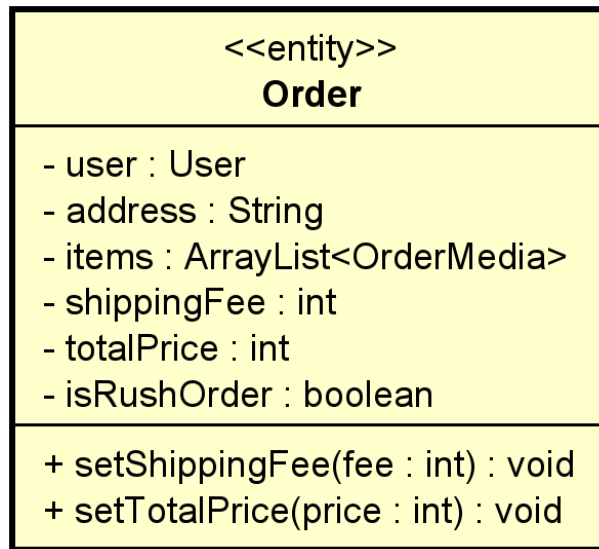 <<entity>>
Order
- user : User
- address : String
- items : ArrayList<OrderMedia>
- shippingFee : int
- totalPrice : int
- isRushOrder : boolean
+ setShippingFee(fee : int) : void
+ setTotalPrice(price : int) : void